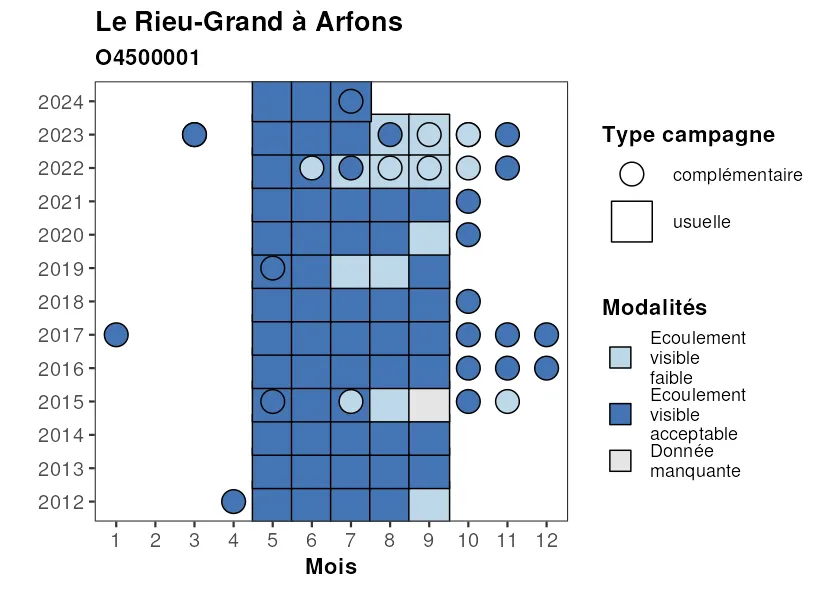 Le Rieu-Grand à Arfons
O4500001
2024
2023
2022
2021
2020
2019
2018
2017
2016
2015
2014
2013
2012
1 2 3 4 5 6 7 8 9 10 11 12
Mois
Type campagne
complémentaire
usuelle
Modalités
Ecoulement
visible
faible
Ecoulement
visible
acceptable
Donnée
manquante